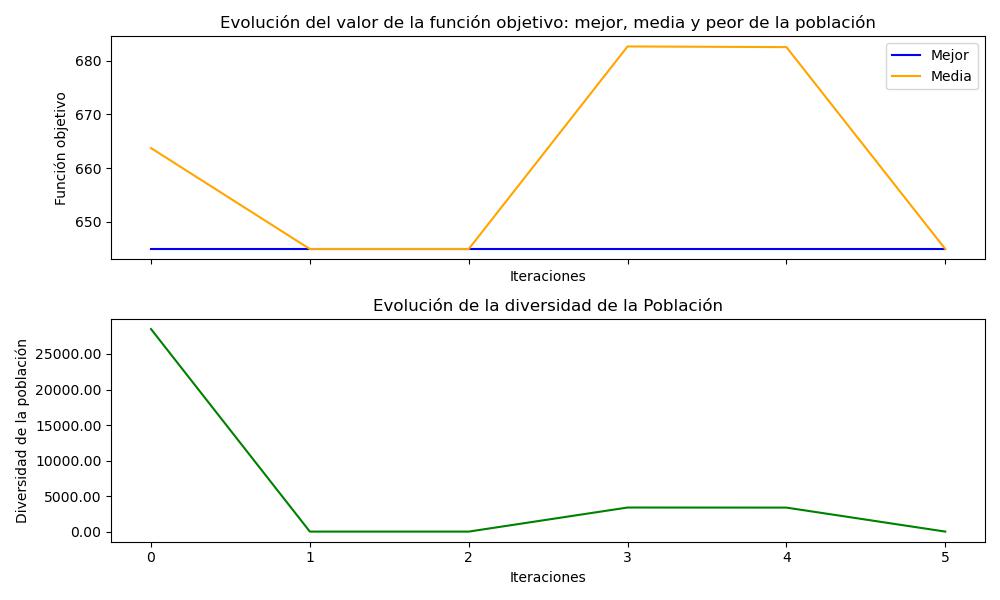 Evolución del valor de la función objetivo: mejor, media y peor de la población
680
670
660
650
Función objetivo
Mejor
Media
Iteraciones
Evolución de la diversidad de la Población
25000.00
20000.00
15000.00
10000.00
5000.00
0.00
Diversidad de la población
0 1 2 3 4 5
Iteraciones